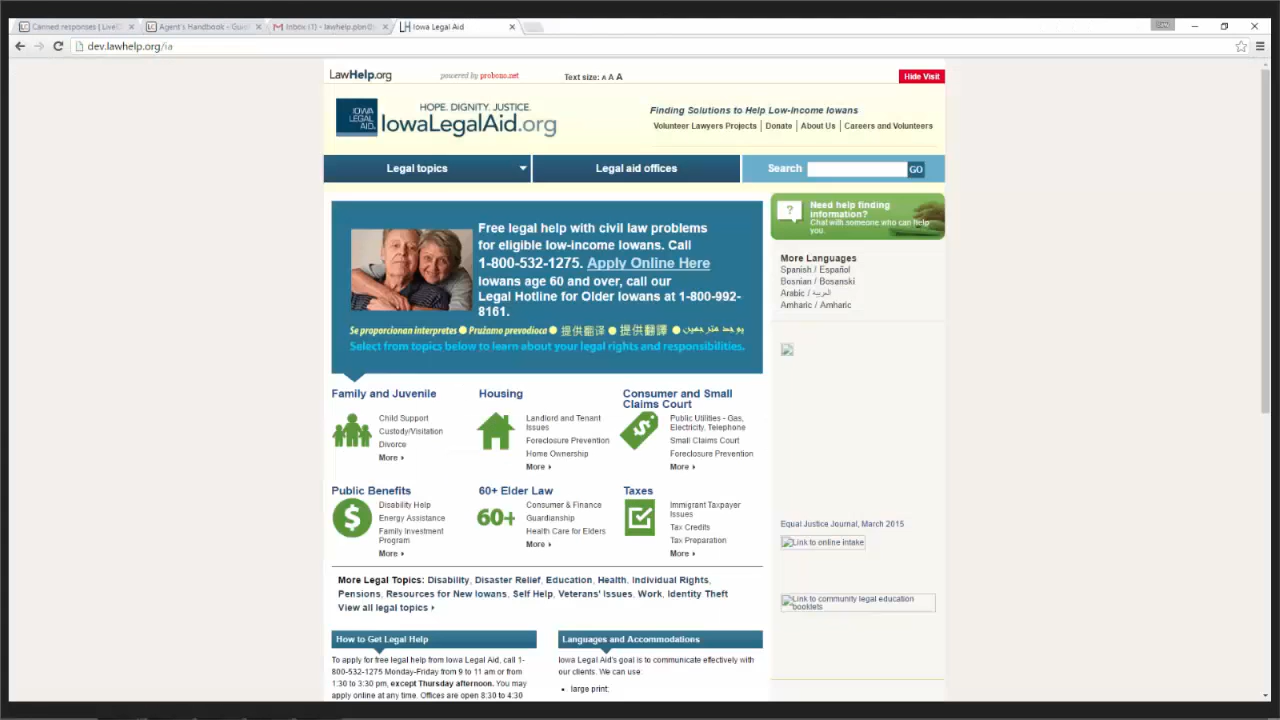 Canned responses | LiveC
Agent's Handbook - Gui
Inbox (1) - lawhelp.pbn@
Iowa Legal Aid
dev.lawhelp.org/ia
LawHelp.org
powered by probono.net
Text size: A A A
Hide Visit
IOWA LEGAL AID
HOPE. DIGNITY. JUSTICE.
IowaLegalAid.org
Finding Solutions to Help Low-income Iowans
Volunteer Lawyers Projects | Donate | About Us | Careers and Volunteers
Legal topics
Legal aid offices
Search
GO
Free legal help with civil law problems
for eligible low-income Iowans. Call
1-800-532-1275. Apply Online Here
Iowans age 60 and over, call our
Legal Hotline for Older Iowans at 1-800-992-
8161.
Se proporcionan interpretes ● Pružamo prevodioca ● 提供翻译 ● 提供翻譯 ●
Select from topics below to learn about your legal rights and responsibilities.
Need help finding
information?
Chat with someone who can help
you.
More Languages
Spanish / Español
Bosnian / Bosanski
Arabic / العربية
Amharic / Amharic
Family and Juvenile
Child Support
Custody/Visitation
Divorce
More
Housing
Landlord and Tenant
Issues
Foreclosure Prevention
Home Ownership
More
Consumer and Small
Claims Court
Public Utilities - Gas,
Electricity, Telephone
Small Claims Court
Foreclosure Prevention
More
Public Benefits
Disability Help
Energy Assistance
Family Investment
Program
More
60+ Elder Law
60+
Consumer & Finance
Guardianship
Health Care for Elders
More
Taxes
Immigrant Taxpayer
Issues
Tax Credits
Tax Preparation
More
Equal Justice Journal, March 2015
Link to online intake
Link to community legal education
booklets
More Legal Topics: Disability, Disaster Relief, Education, Health, Individual Rights,
Pensions, Resources for New Iowans, Self Help, Veterans' Issues, Work, Identity Theft
View all legal topics
How to Get Legal Help
To apply for free legal help from Iowa Legal Aid, call 1-
800-532-1275 Monday-Friday from 9 to 11 am or from
1:30 to 3:30 pm, except Thursday afternoon. You may
apply online at any time. Offices are open 8:30 to 4:30
Languages and Accommodations
Iowa Legal Aid's goal is to communicate effectively with
our clients. We can use:
• large print;